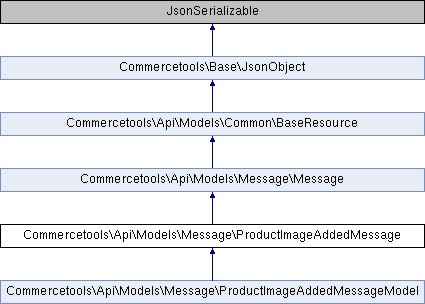 JsonSerializable
Commercetools\Base\JsonObject
Commercetools\Api\Models\Common\BaseResource
Commercetools\Api\Models\Message\Message
Commercetools\Api\Models\Message\ProductImageAddedMessage
Commercetools\Api\Models\Message\ProductImageAddedMessageModel